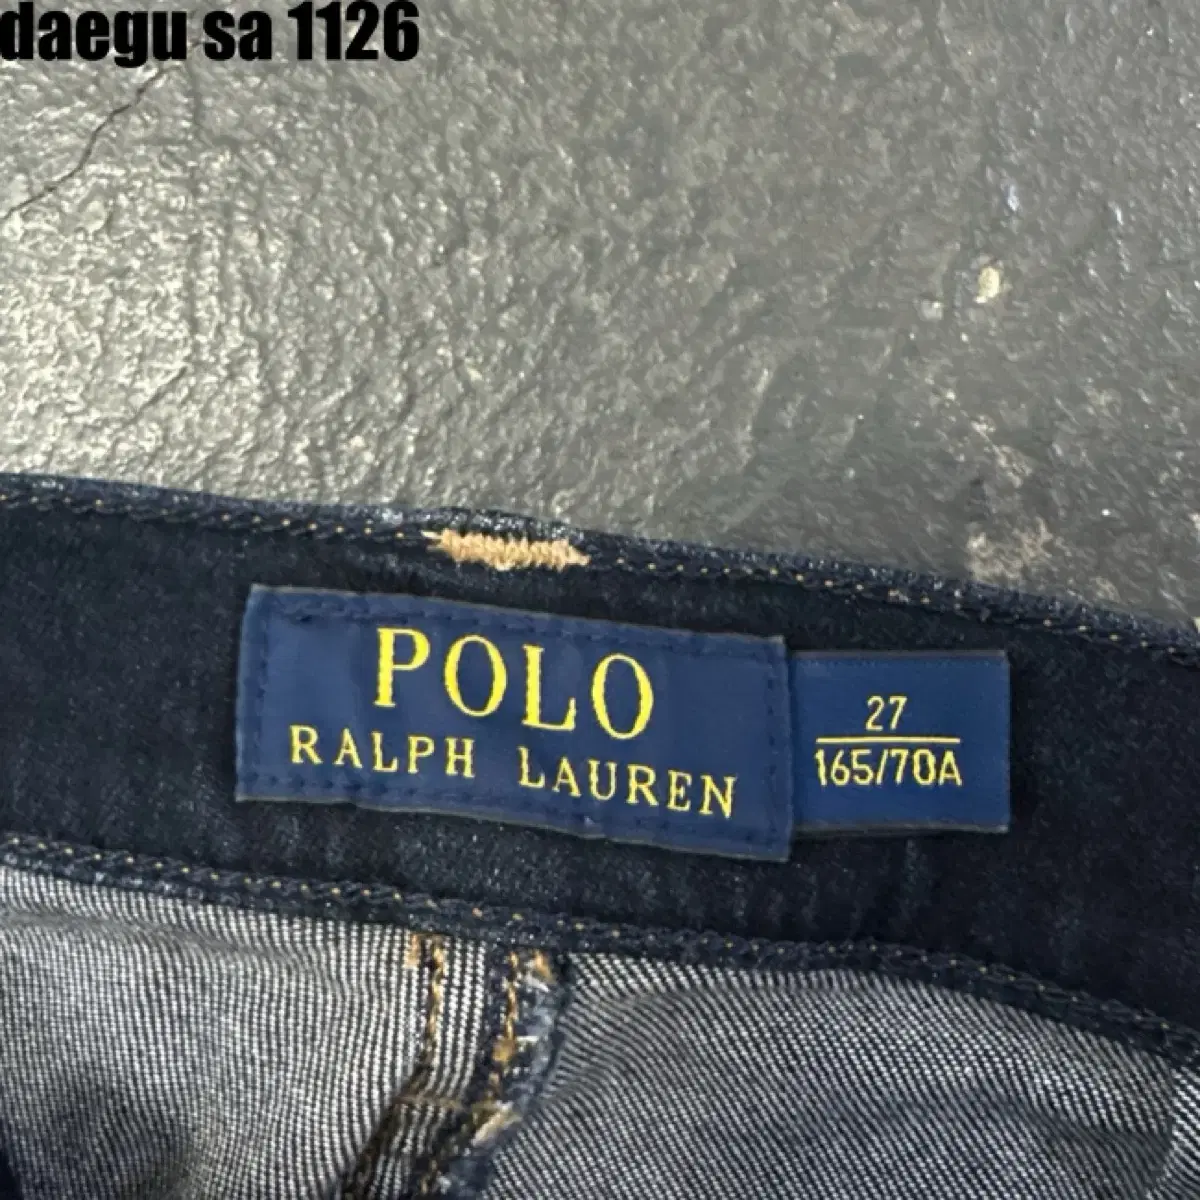 daegu sa 1126
POLO
RALPH LAUREN
27
165/70A